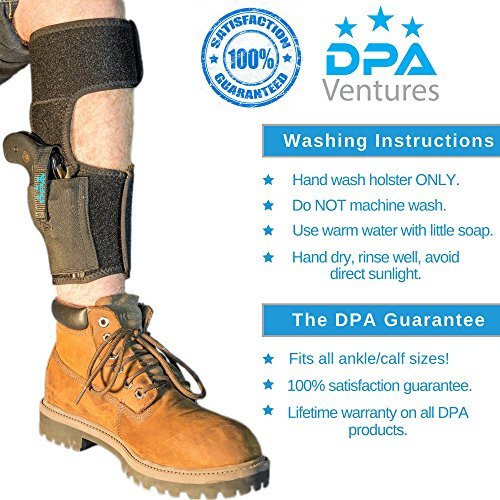 SATISFACTION
100%
GUARANTEED
DPA
Ventures
Washing Instructions
Hand wash holster ONLY.
Do NOT machine wash.
Use warm water with little soap.
Hand dry, rinse well, avoid
direct sunlight.
The DPA Guarantee
Fits all ankle/calf sizes!
100% satisfaction guarantee.
Lifetime warranty on all DPA
products.